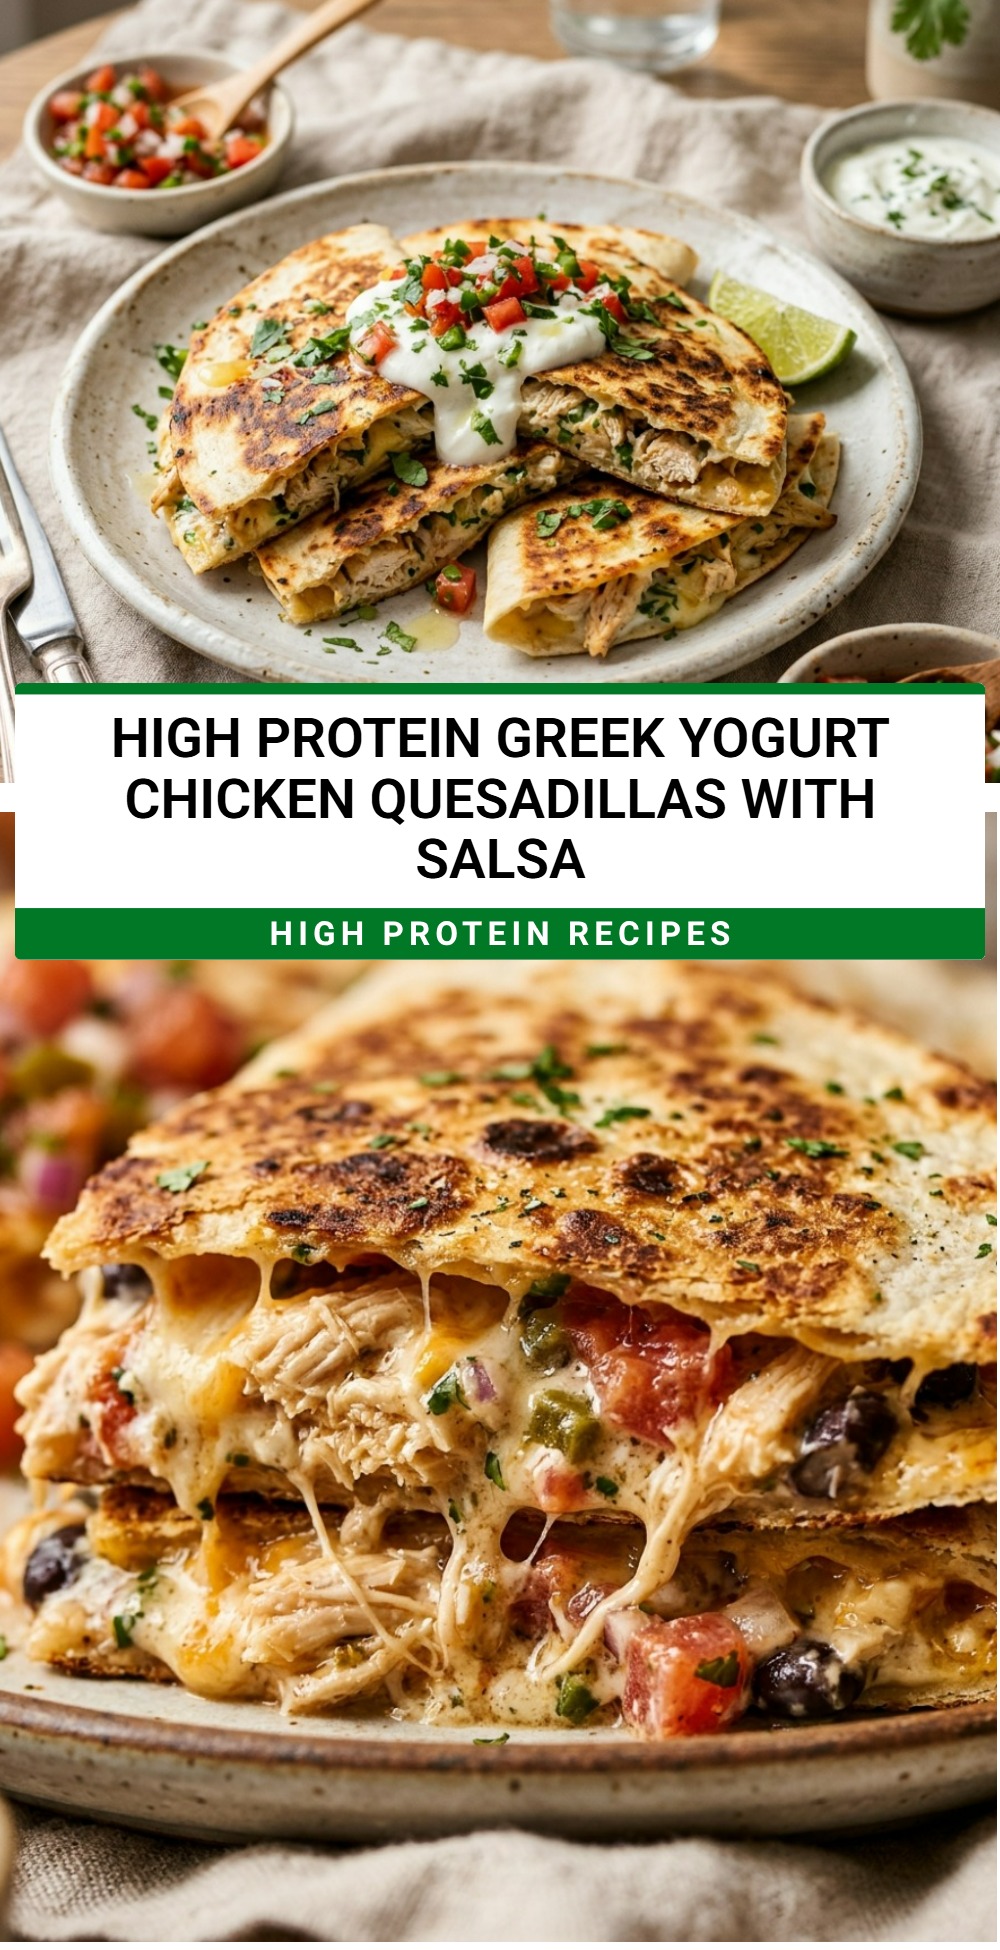 HIGH PROTEIN GREEK YOGURT
CHICKEN QUESADILLAS WITH
SALSA
HIGH PROTEIN RECIPES